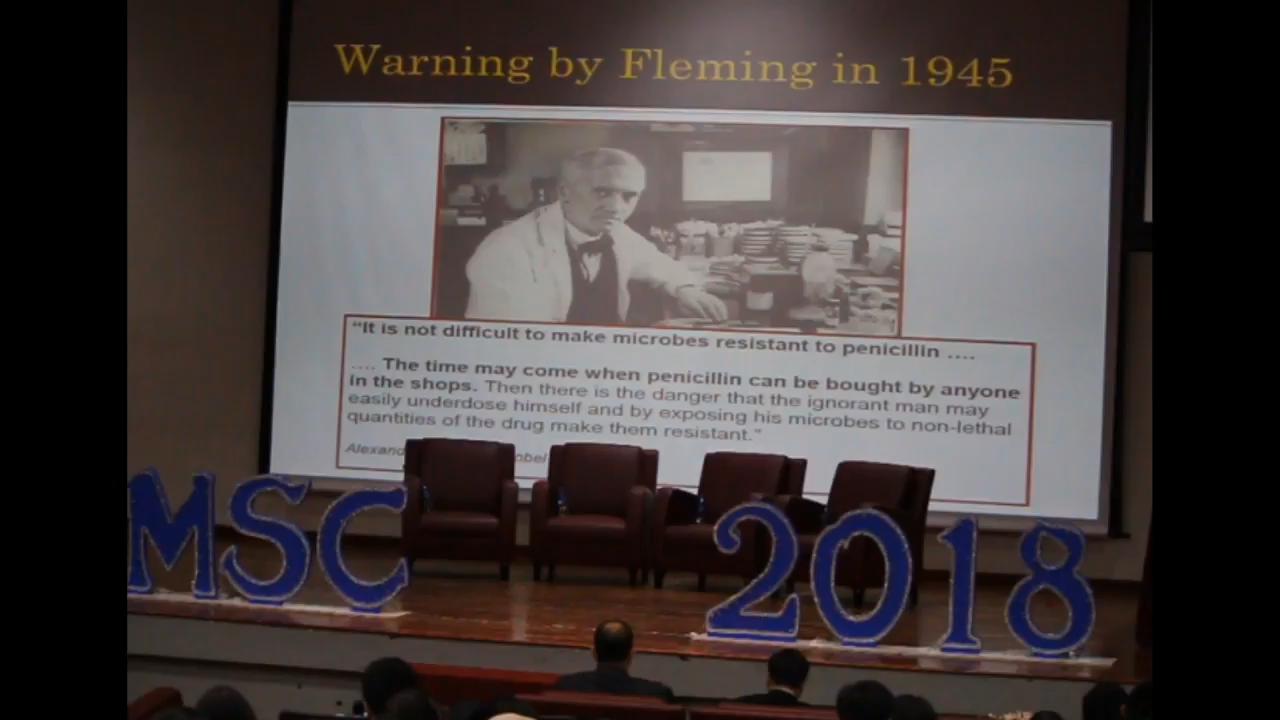 Warning by Fleming in 1945
“It is not difficult to make microbes resistant to penicillin ….
…. The time may come when penicillin can be bought by anyone
in the shops. Then there is the danger that the ignorant man may
easily underdose himself and by exposing his microbes to non-lethal
quantities of the drug make them resistant.”
MSC 2018